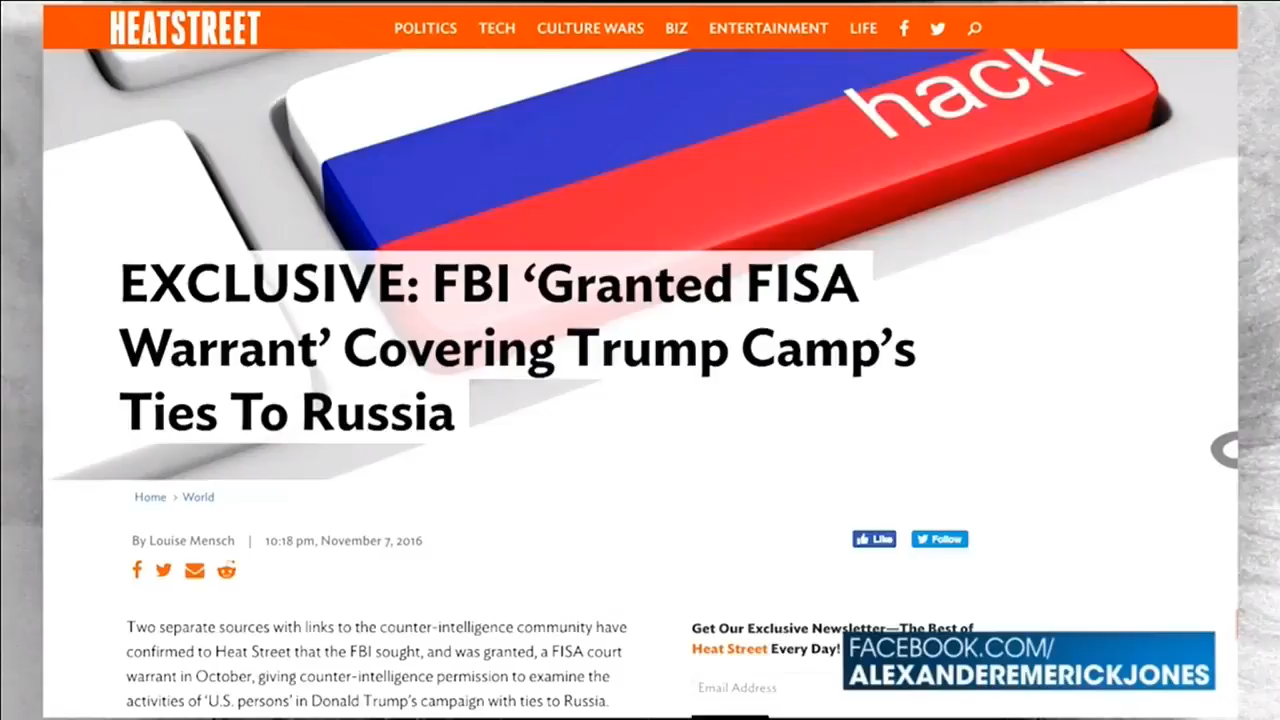 HEATSTREET
POLITICS TECH CULTURE WARS BIZ ENTERTAINMENT LIFE
hack
EXCLUSIVE: FBI ‘Granted FISA
Warrant’ Covering Trump Camp’s
Ties To Russia
Home › World
By Louise Mensch | 10:18 pm, November 7, 2016
Like Follow
Two separate sources with links to the counter-intelligence community have
confirmed to Heat Street that the FBI sought, and was granted, a FISA court
warrant in October, giving counter-intelligence permission to examine the
activities of ‘U.S. persons’ in Donald Trump’s campaign with ties to Russia.
Get Our Exclusive Newsletter—The Best of
Heat Street Every Day!
Email Address
FACEBOOK.COM/
ALEXANDEREMERICKJONES